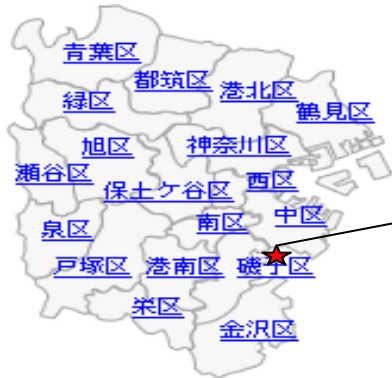 青葉区
都筑区
港北区
緑区
鶴見区
旭区
神奈川区
瀬谷区
保土ケ谷区
西区
泉区
南区
中区
戸塚区
港南区
磯子区
栄区
金沢区